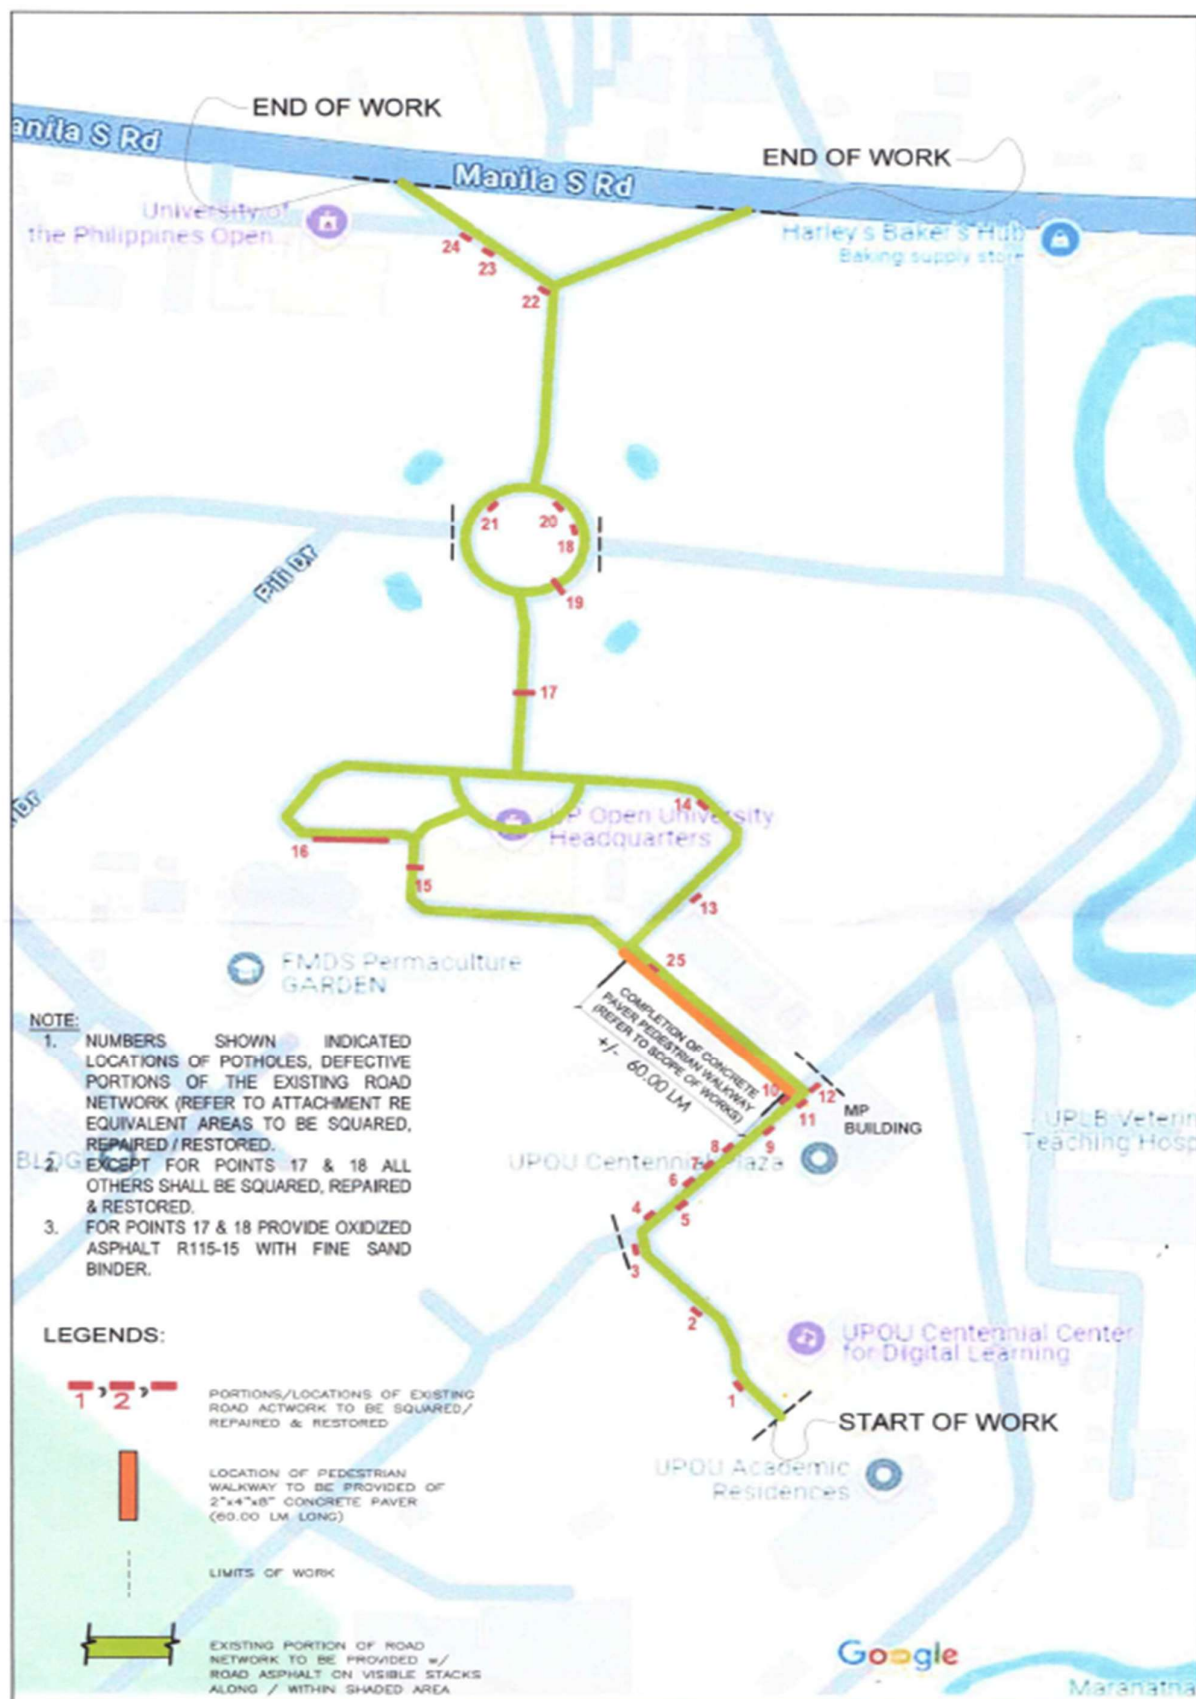 END OF WORK
END OF WORK
anila S Rd
Manila S Rd
University of
the Philippines Open...
Harley's Baker's Hub
Baking supply store
24
23
22
21
20
18
19
Pili Dr
17
Dr
14
UP Open University
Headquarters
16
15
13
FMDS Permaculture
GARDEN
25
COMPLETION OF CONCRETE
PAVER PEDESTRIAN WALKWAY
(REFER TO SCOPE OF WORKS)
+/- 60.00 LM
10
12
11
MP
BUILDING
9
8
7
6
5
4
3
2
1
UPOU Centennial Plaza
UPLB Veterin
Teaching Hosp
BLDG
NOTE:
1. NUMBERS SHOWN INDICATED
LOCATIONS OF POTHOLES, DEFECTIVE
PORTIONS OF THE EXISTING ROAD
NETWORK (REFER TO ATTACHMENT RE
EQUIVALENT AREAS TO BE SQUARED,
REPAIRED / RESTORED.
2. EXCEPT FOR POINTS 17 & 18 ALL
OTHERS SHALL BE SQUARED, REPAIRED
& RESTORED.
3. FOR POINTS 17 & 18 PROVIDE OXIDIZED
ASPHALT R115-15 WITH FINE SAND
BINDER.
UPOU Centennial Center
for Digital Learning
START OF WORK
UPOU Academic
Residences
LEGENDS:
1 , 2 ,
PORTIONS/LOCATIONS OF EXISTING
ROAD ACTWORK TO BE SQUARED/
REPAIRED & RESTORED
LOCATION OF PEDESTRIAN
WALKWAY TO BE PROVIDED OF
2"x4"x8" CONCRETE PAVER
(60.00 LM LONG)
LIMITS OF WORK
EXISTING PORTION OF ROAD
NETWORK TO BE PROVIDED w/
ROAD ASPHALT ON VISIBLE STACKS
ALONG / WITHIN SHADED AREA
Google
Maranatha